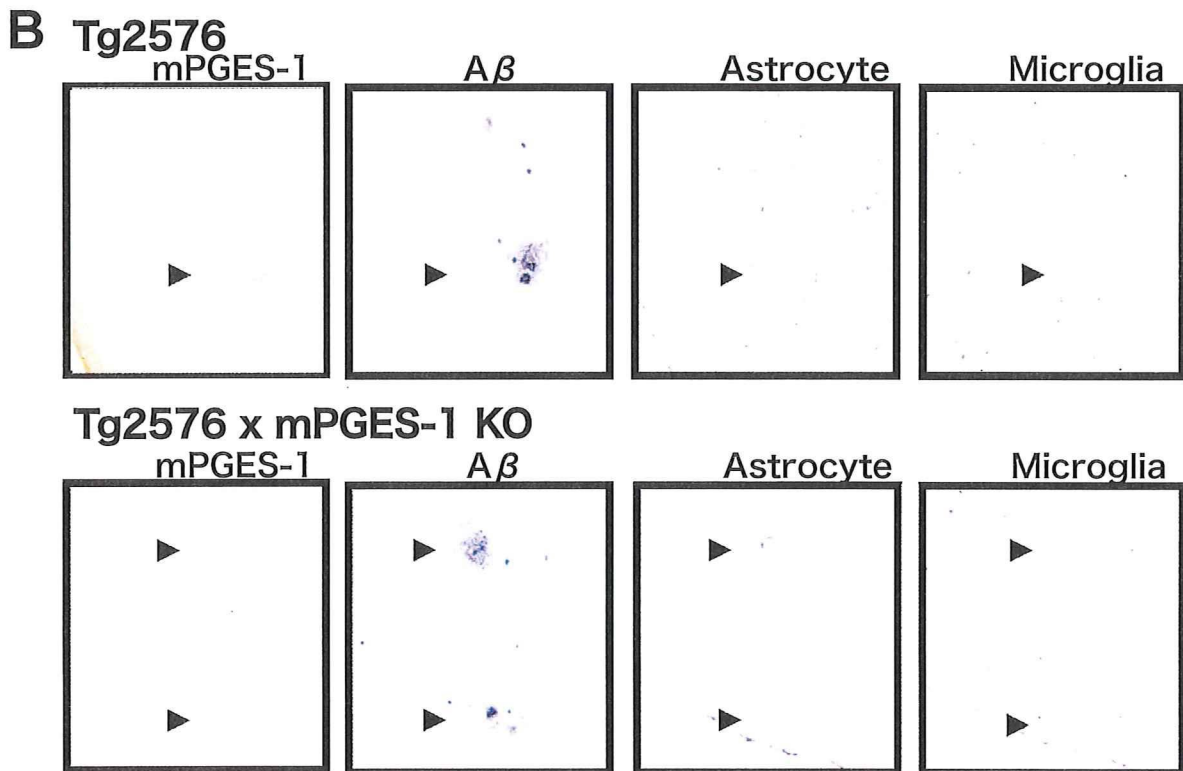 B Tg2576
mPGES-1 Aβ Astrocyte Microglia
Tg2576 x mPGES-1 KO
mPGES-1 Aβ Astrocyte Microglia